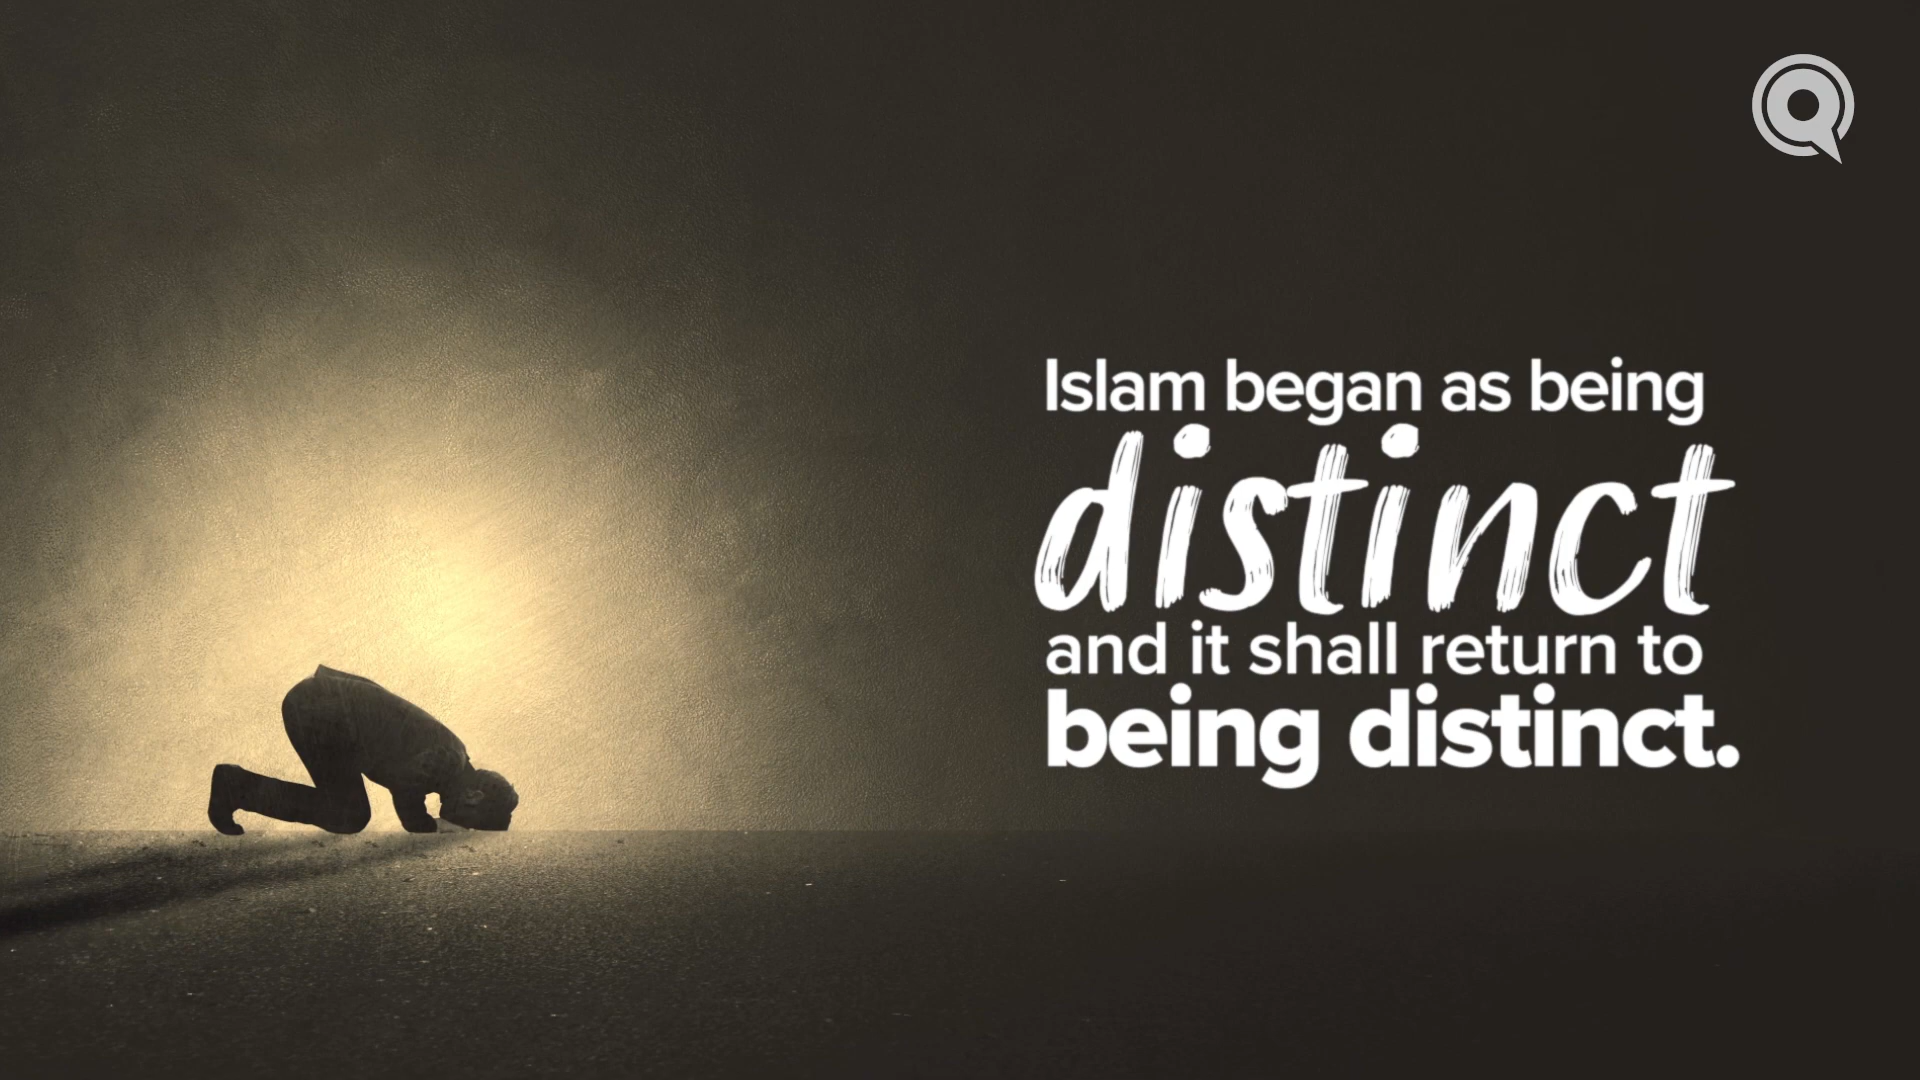 Islam began as being
distinct
and it shall return to
being distinct.